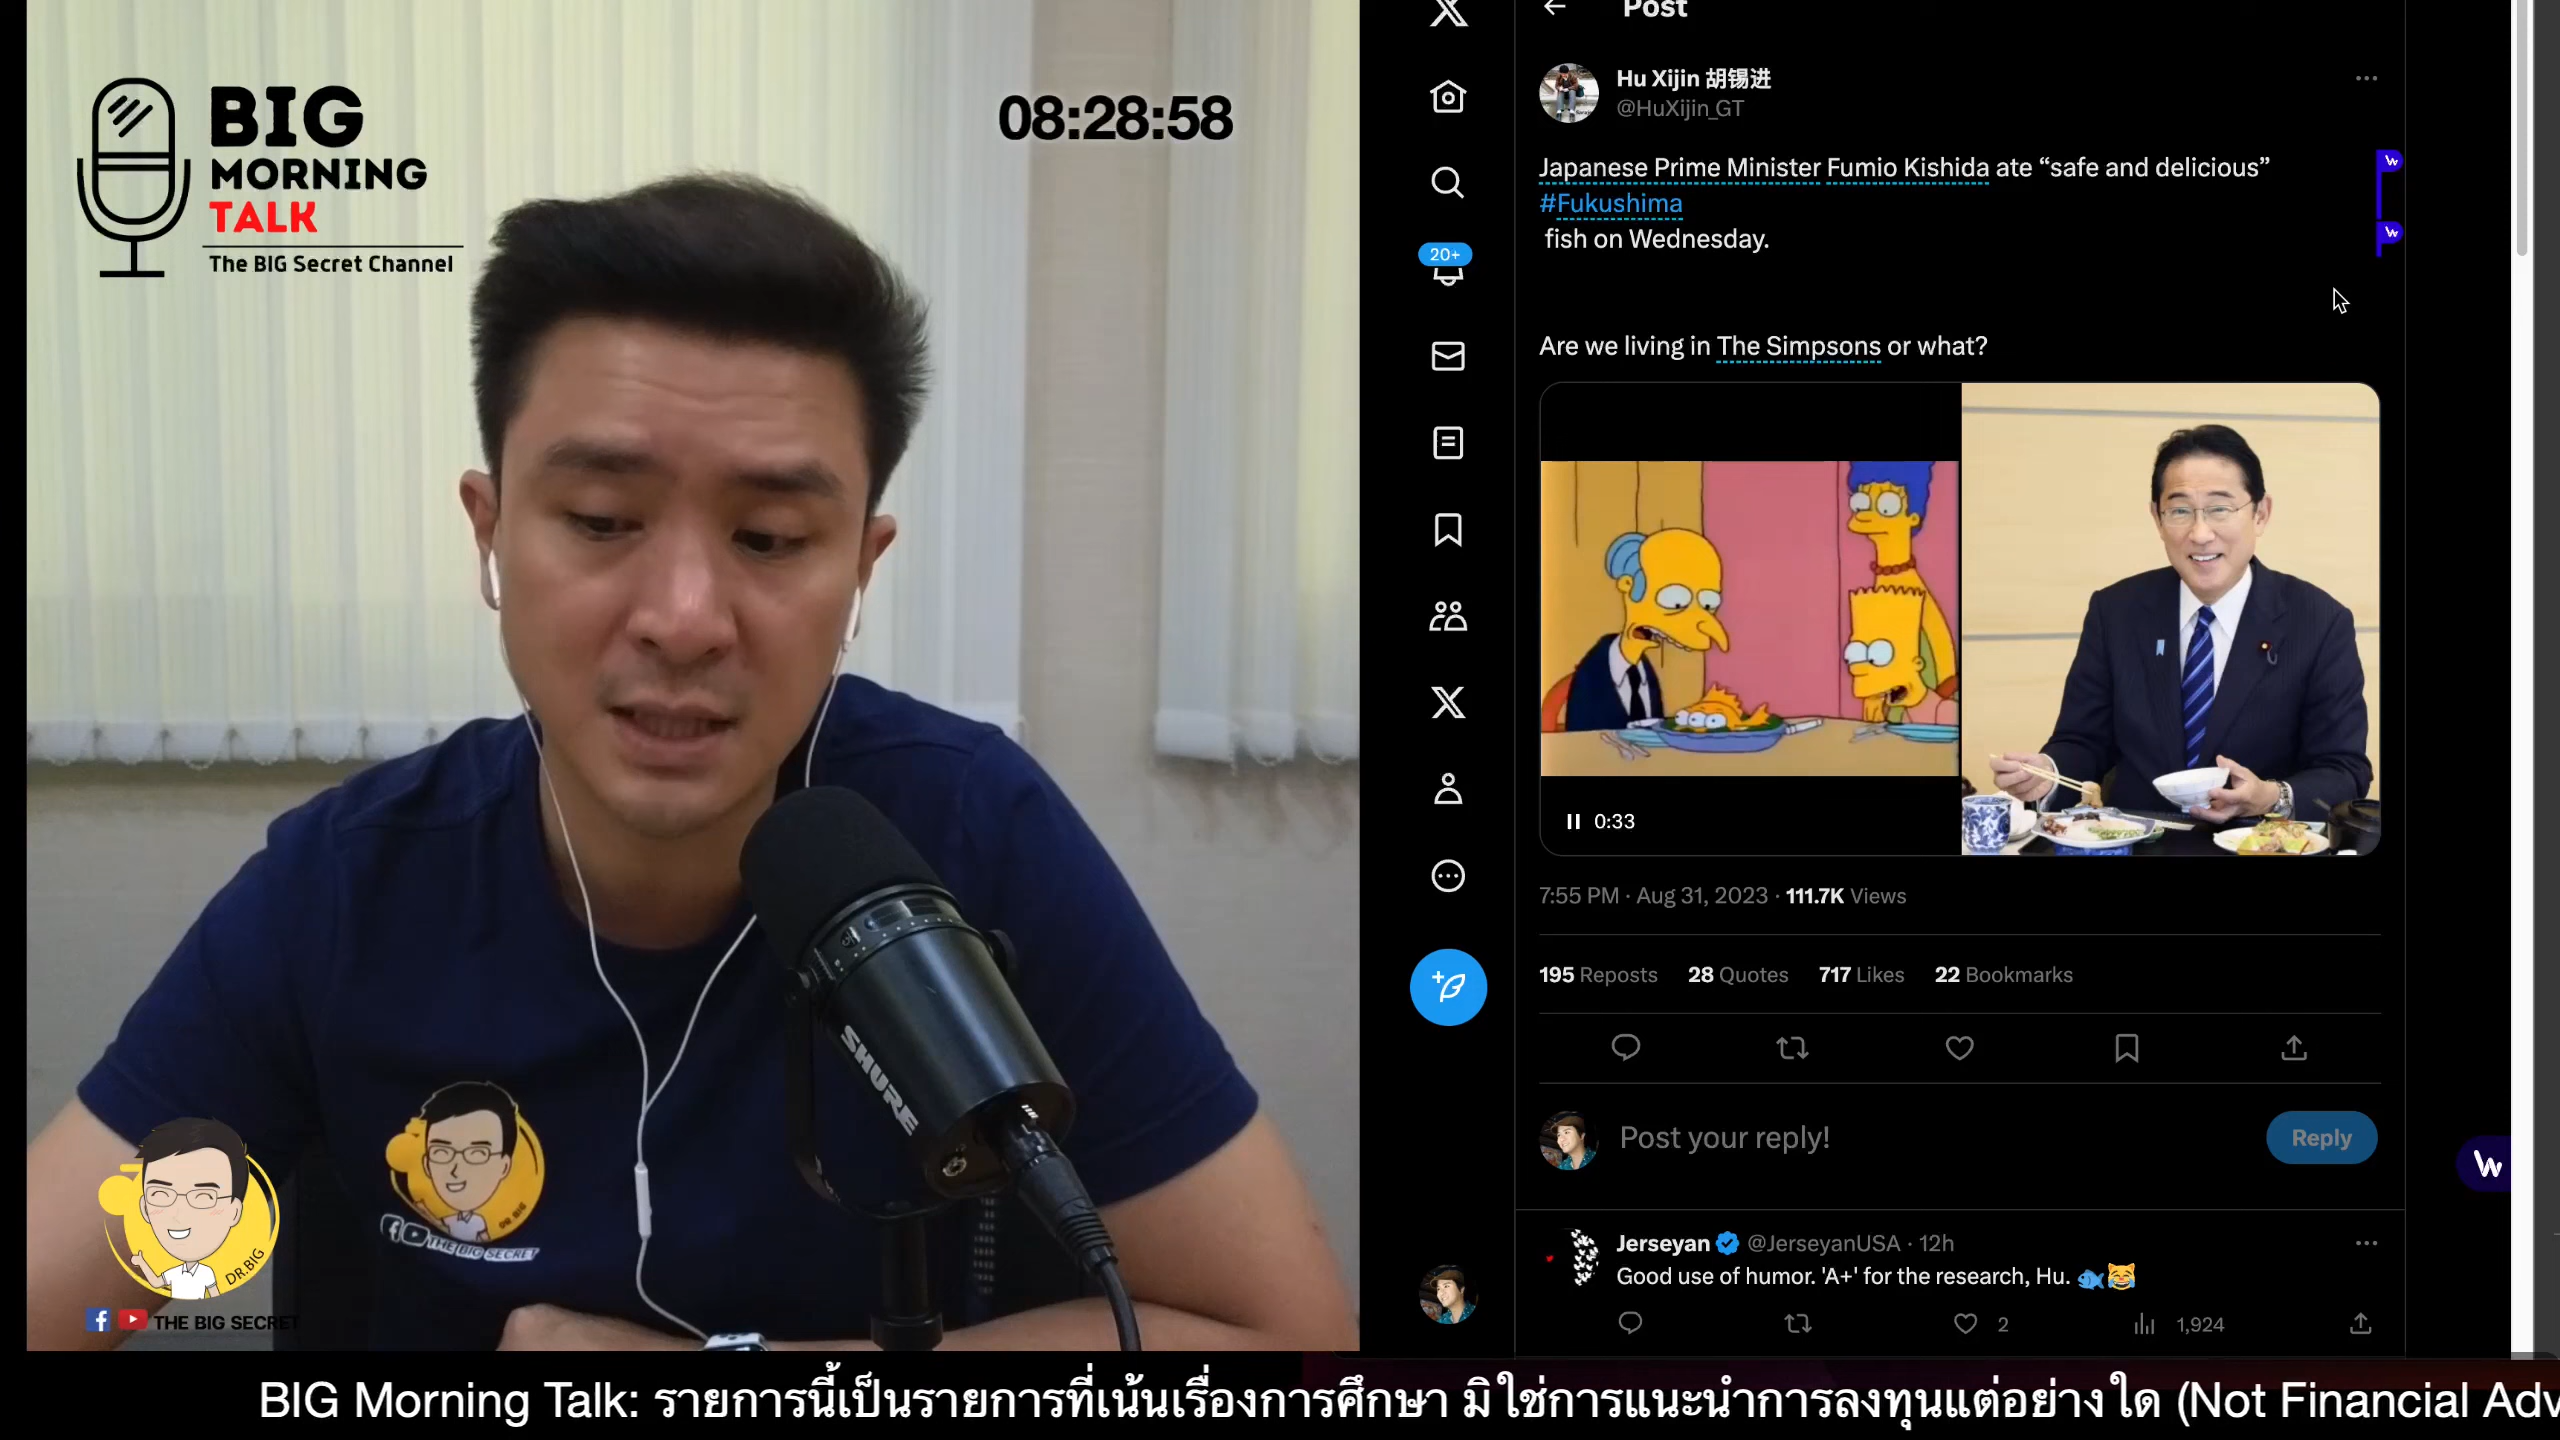 BIG
MORNING
TALK
The BIG Secret Channel
08:28:58
SHURE
THE BIG SECRET
DR.BIG
THE BIG SECRET
Post
Hu Xijin 胡锡进
@HuXijin_GT
Japanese Prime Minister Fumio Kishida ate “safe and delicious”
#Fukushima
fish on Wednesday.
Are we living in The Simpsons or what?
20+
0:33
7:55 PM · Aug 31, 2023 · 111.7K Views
195 Reposts 28 Quotes 717 Likes 22 Bookmarks
Post your reply!
Reply
Jerseyan @JerseyanUSA · 12h
Good use of humor. 'A+' for the research, Hu. 🐟😹
2 1,924
BIG Morning Talk: รายการนี้เป็นรายการที่เน้นเรื่องการศึกษา มิใช่การแนะนำการลงทุนแต่อย่างใด (Not Financial Adv